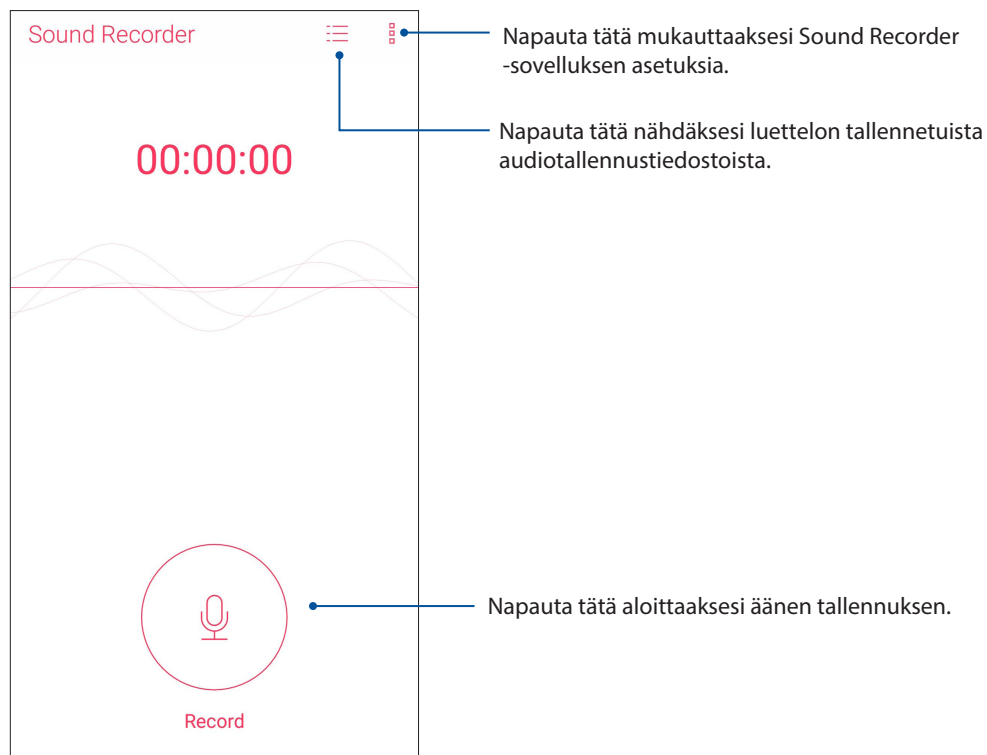 Sound Recorder
Napauta tätä mukauttaaksesi Sound Recorder
-sovelluksen asetuksia.
Napauta tätä nähdäksesi luettelon tallennetuista
audiotallennustiedostoista.
00:00:00
Napauta tätä aloittaaksesi äänen tallennuksen.
Record